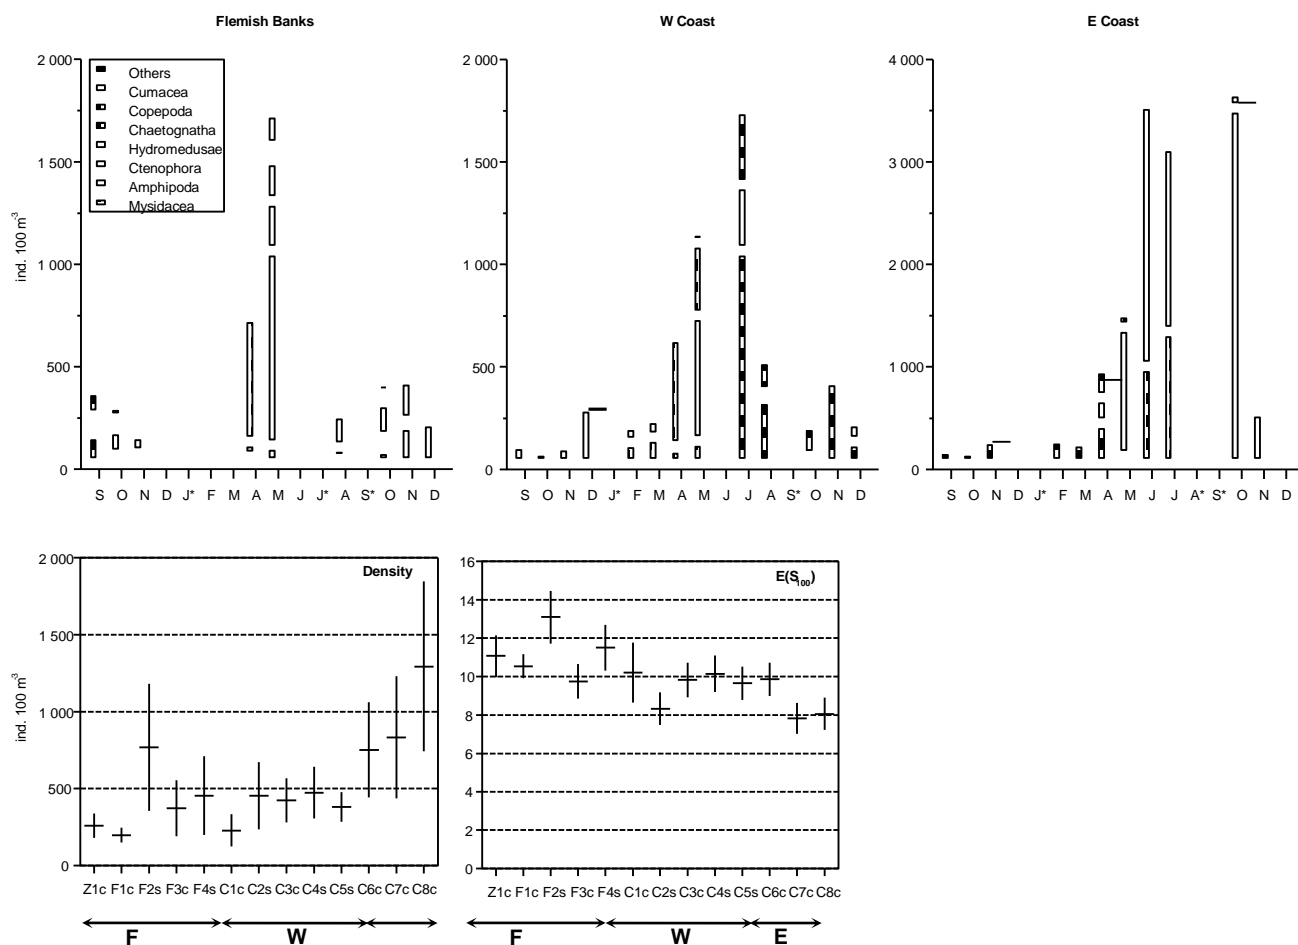 Flemish Banks
W Coast
E Coast
2 000
1 500
1 000
500
0
ind. 100 m-3
Others
Cumacea
Copepoda
Chaetognatha
Hydromedusae
Ctenophora
Amphipoda
Mysidacea
S O N D J* F M A M J J* A S* O N D
2 000
1 500
1 000
500
0
S O N D J* F M A M J J A S* O N D
4 000
3 000
2 000
1 000
0
S O N D J* F M A M J J A* S* O N D
2 000
1 500
1 000
500
0
ind. 100 m-3
Density
Z1c F1c F2s F3c F4s C1c C2s C3c C4s C5s C6c C7c C8c
F W
16
14
12
10
8
6
4
2
0
E(S100)
Z1c F1c F2s F3c F4s C1c C2s C3c C4s C5s C6c C7c C8c
F W E